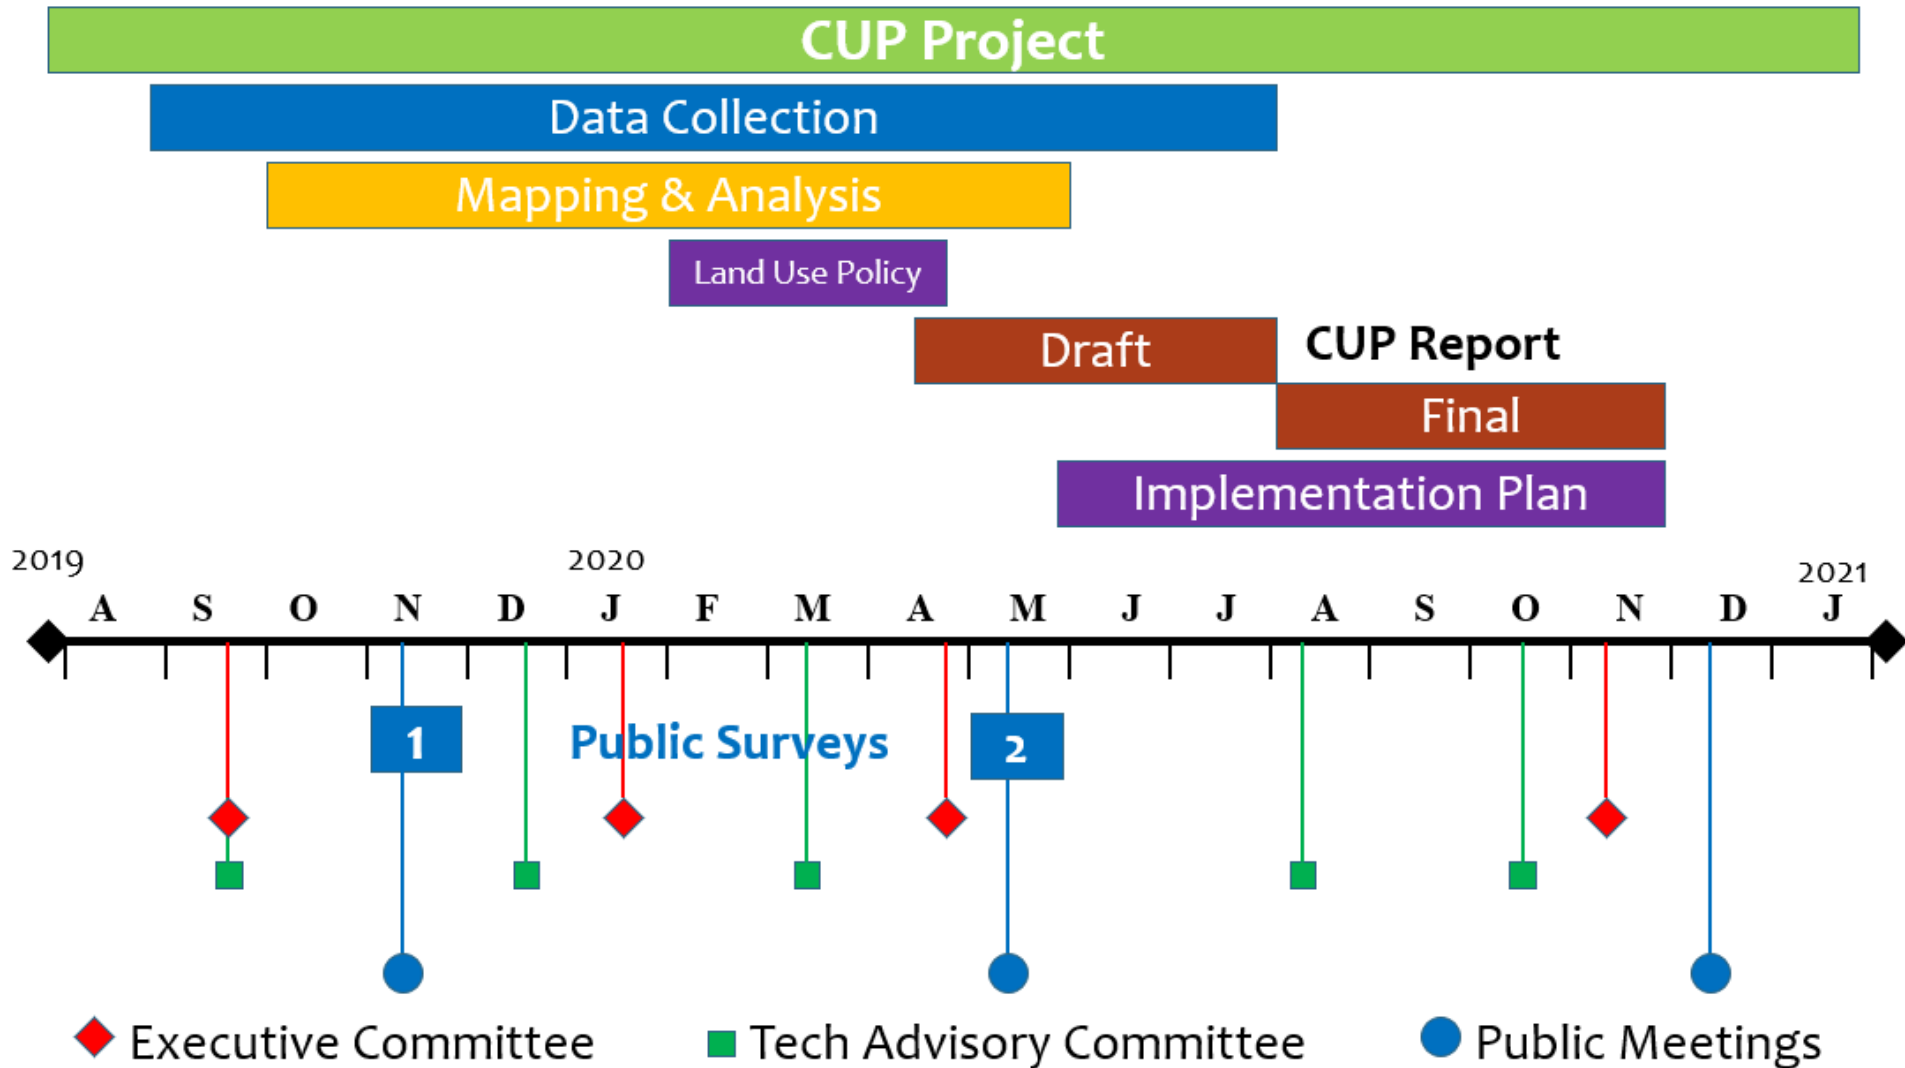 CUP Project
Data Collection
Mapping & Analysis
Land Use Policy
Draft
CUP Report
Final
Implementation Plan
2019 2020 2021
A S O N D J F M A M J J A S O N D J
1 Public Surveys 2
Executive Committee Tech Advisory Committee Public Meetings